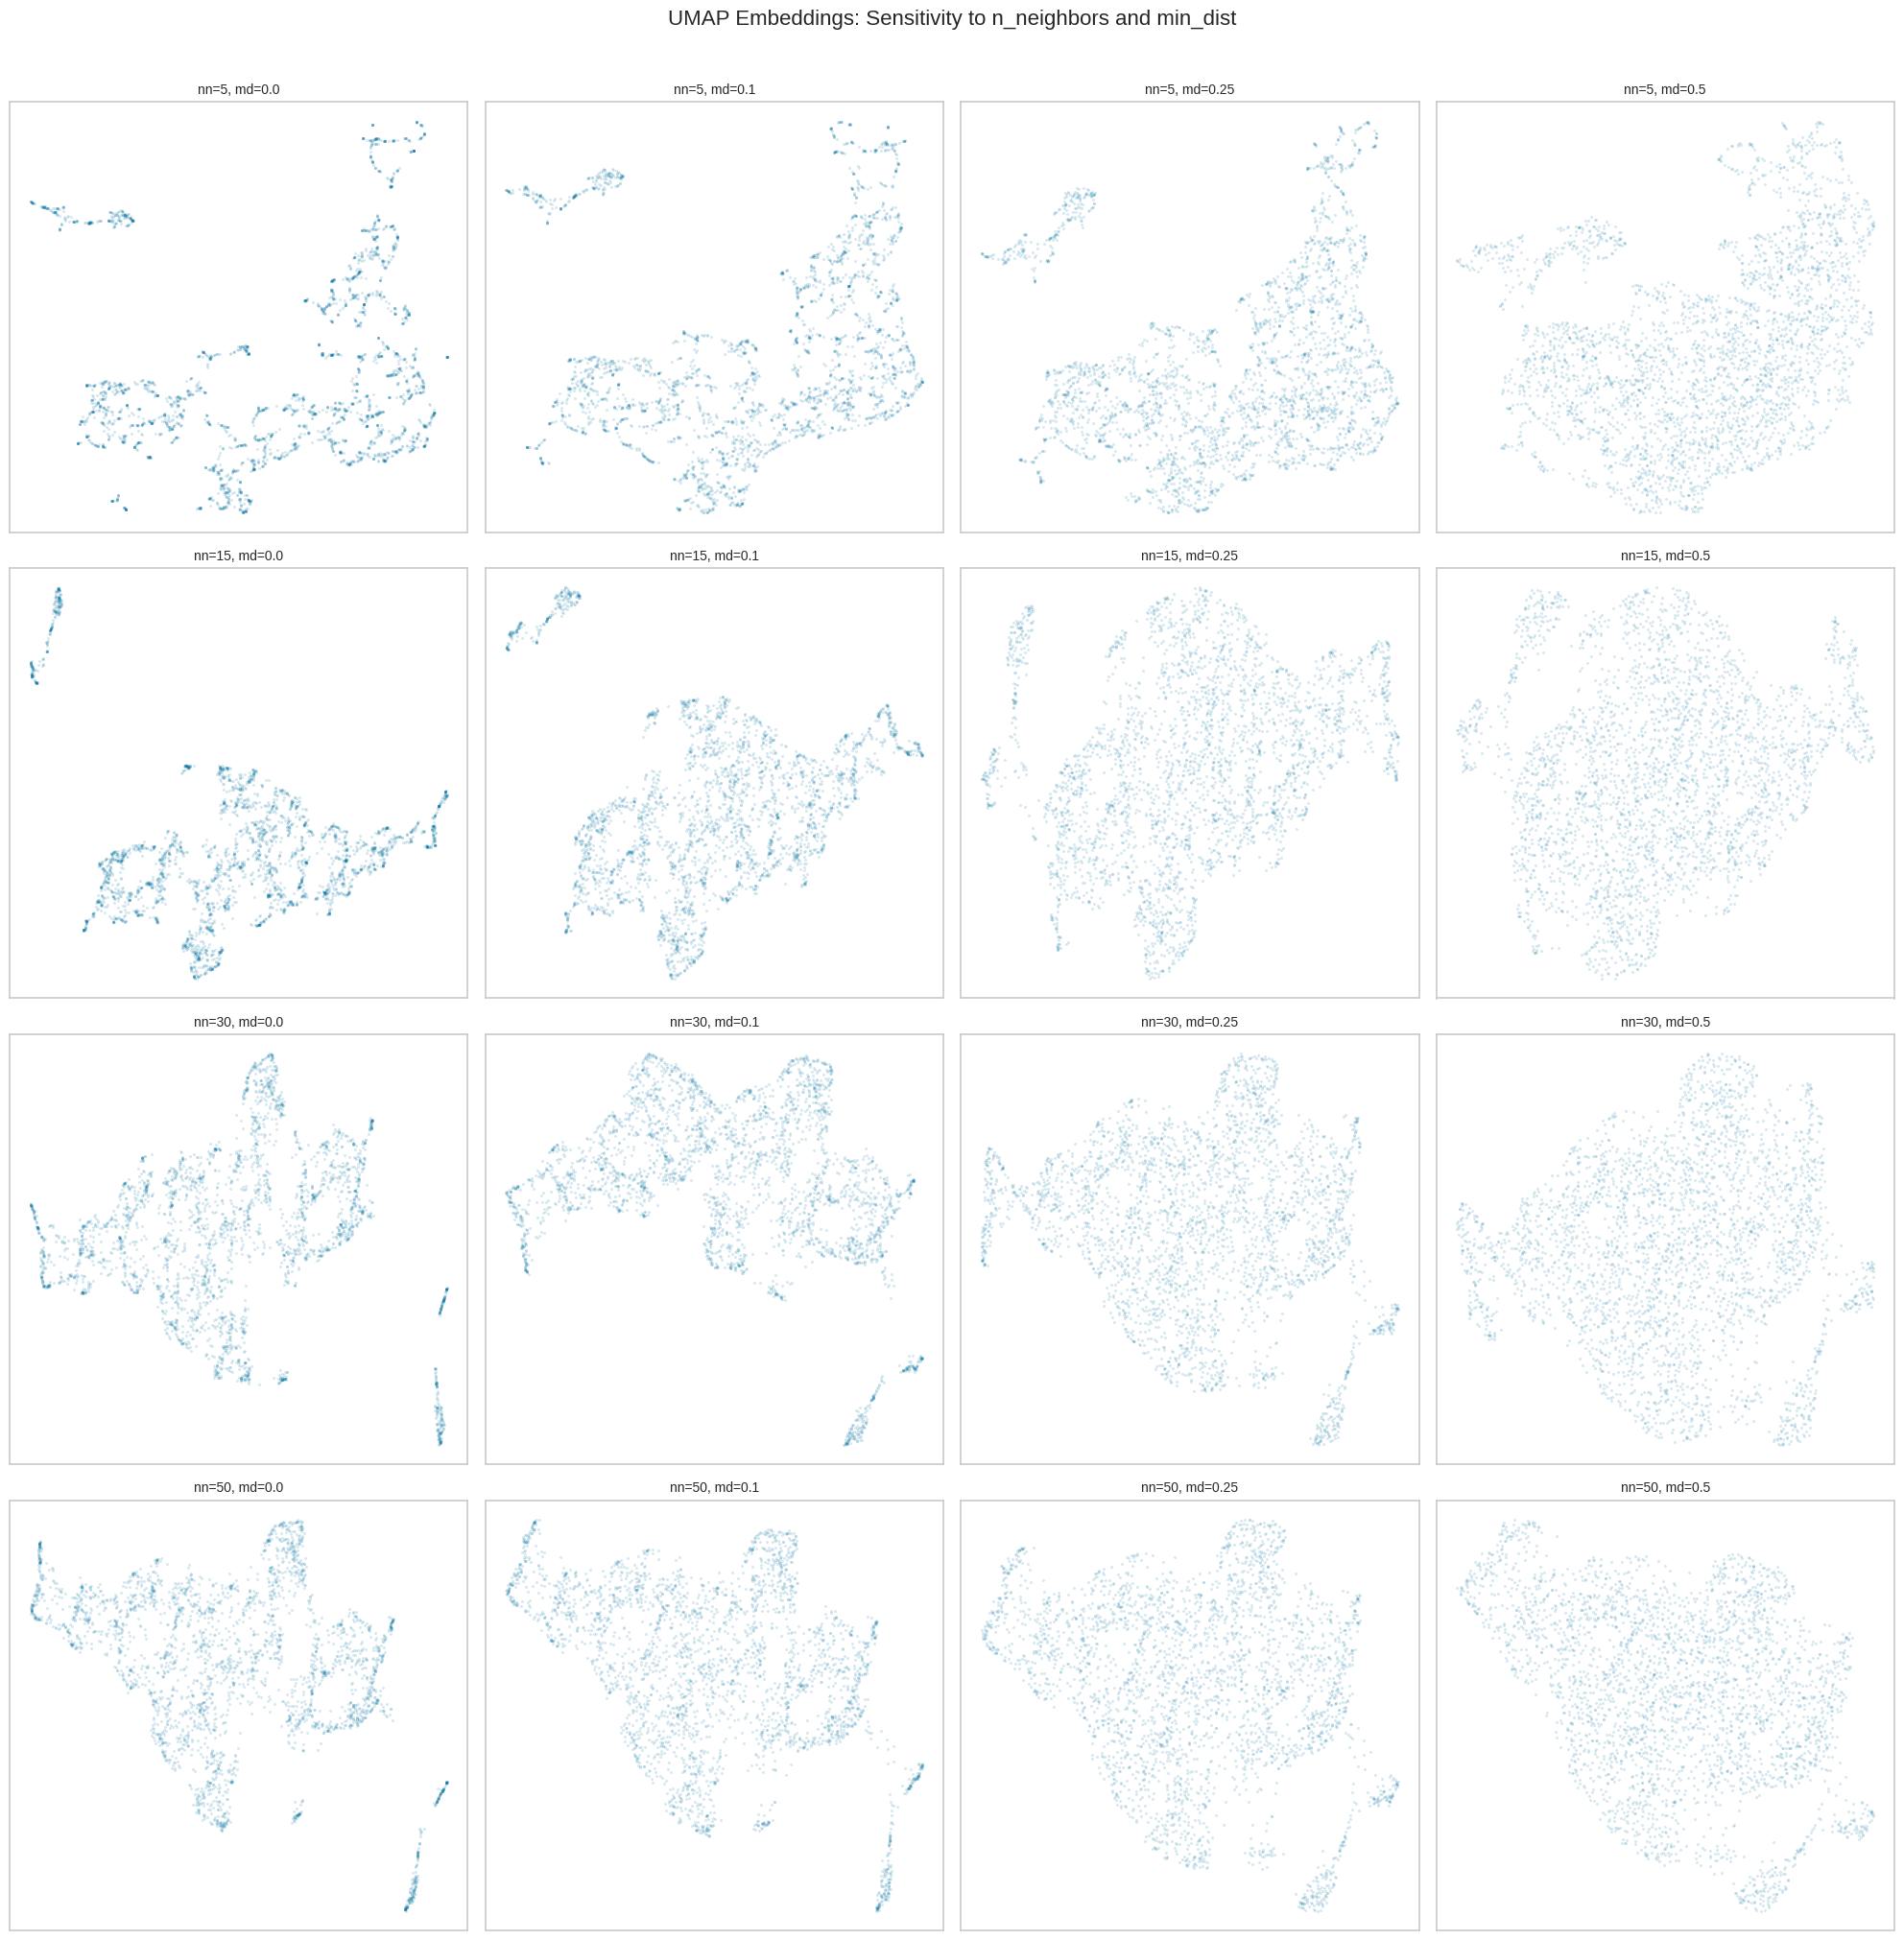 UMAP Embeddings: Sensitivity to n_neighbors and min_dist
nn=5, md=0.0
nn=5, md=0.1
nn=5, md=0.25
nn=5, md=0.5
nn=15, md=0.0
nn=15, md=0.1
nn=15, md=0.25
nn=15, md=0.5
nn=30, md=0.0
nn=30, md=0.1
nn=30, md=0.25
nn=30, md=0.5
nn=50, md=0.0
nn=50, md=0.1
nn=50, md=0.25
nn=50, md=0.5